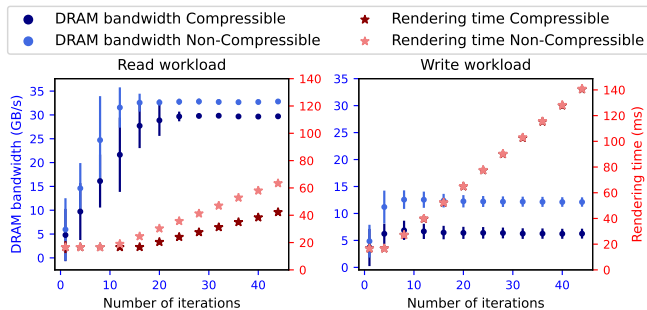 DRAM bandwidth Compressible
Rendering time Compressible
DRAM bandwidth Non-Compressible
Rendering time Non-Compressible
Read workload
Write workload
DRAM bandwidth (GB/s)
35
30
25
20
15
10
5
0
140
120
100
80
60
40
20
0
0 10 20 30 40
Number of iterations
35
30
25
20
15
10
5
0
140
120
100
80
60
40
20
0
Rendering time (ms)
0 10 20 30 40
Number of iterations